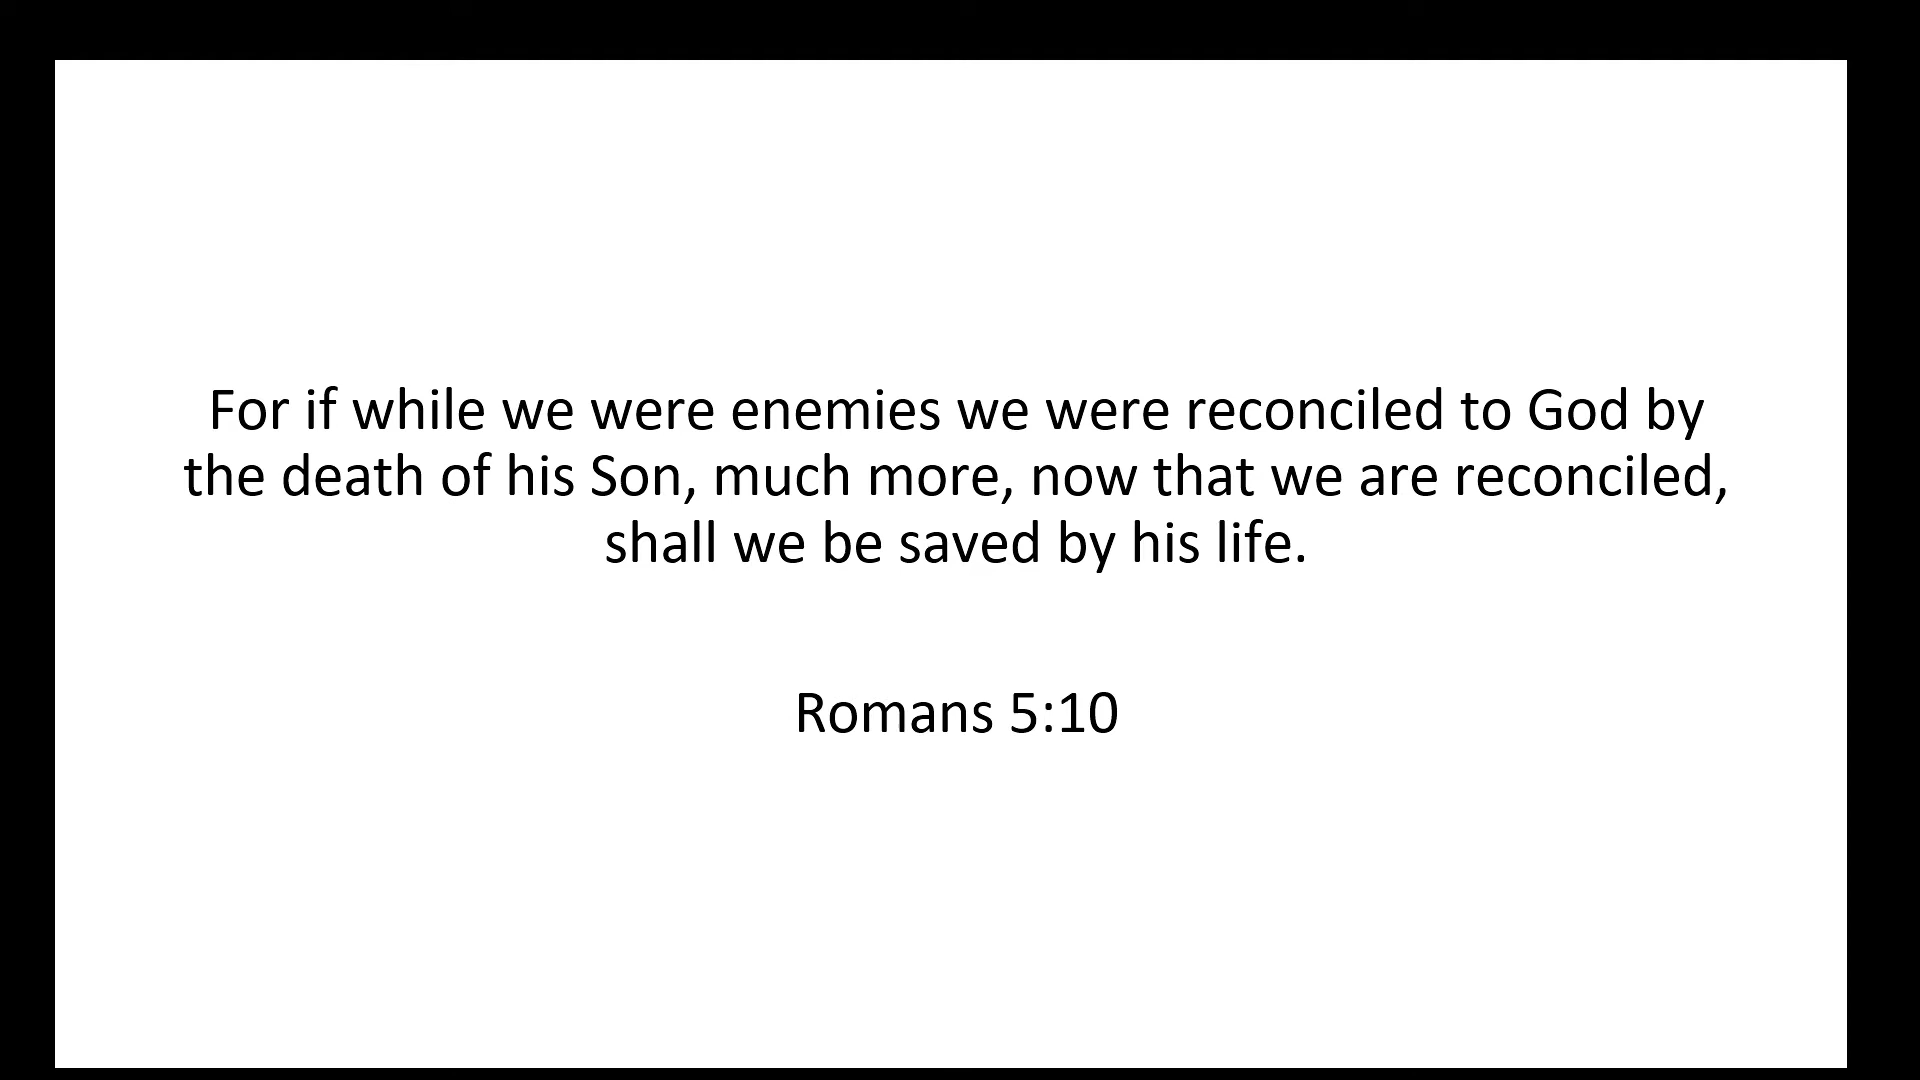 For if while we were enemies we were reconciled to God by
the death of his Son, much more, now that we are reconciled,
shall we be saved by his life.
Romans 5:10